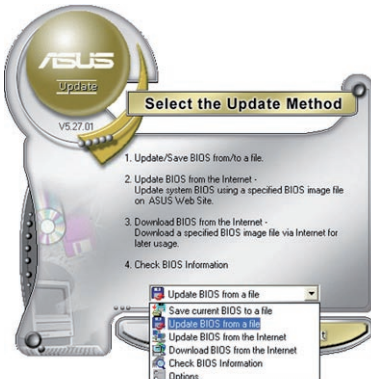 ASUS
Update
V5.27.01
Select the Update Method
1. Update/Save BIOS from/to a file.
2. Update BIOS from the Internet -
Update system BIOS using a specified BIOS image file
on ASUS Web Site.
3. Download BIOS from the Internet -
Download a specified BIOS image file via Internet for
later usage.
4. Check BIOS Information
Update BIOS from a file
Save current BIOS to a file
Update BIOS from a file
Update BIOS from the Internet
Download BIOS from the Internet
Check BIOS Information
Options